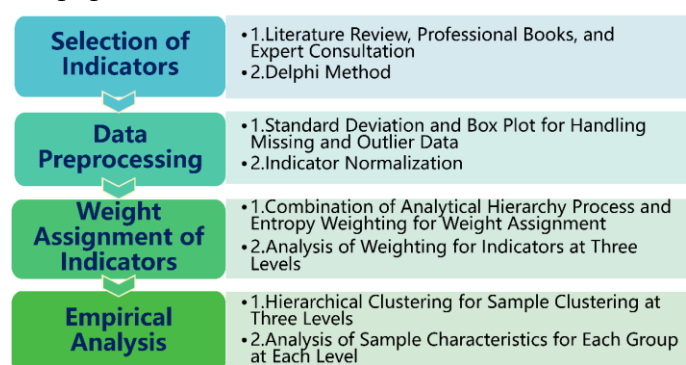 Selection of
Indicators
•1.Literature Review, Professional Books, and
Expert Consultation
•2.Delphi Method
Data
Preprocessing
•1.Standard Deviation and Box Plot for Handling
Missing and Outlier Data
•2.Indicator Normalization
Weight
Assignment of
Indicators
•1.Combination of Analytical Hierarchy Process and
Entropy Weighting for Weight Assignment
•2.Analysis of Weighting for Indicators at Three
Levels
Empirical
Analysis
•1.Hierarchical Clustering for Sample Clustering at
Three Levels
•2.Analysis of Sample Characteristics for Each Group
at Each Level